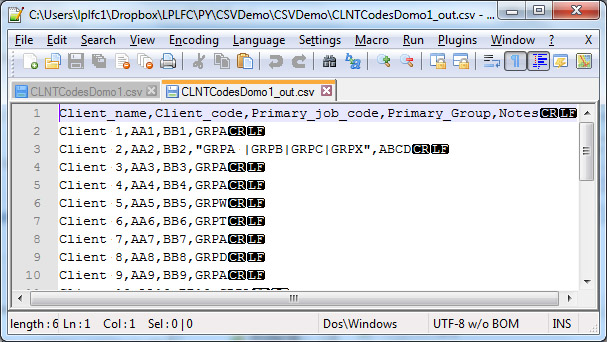 C:\Users\lplfc1\Dropbox\LPLFC\PY\CSVDemo\CSVDemo\CLNTCodesDomo1_out.csv - ...
File Edit Search View Encoding Language Settings Macro Run Plugins Window ? X
CLNTCodesDomo1.csv CLNTCodesDomo1_out.csv
1 Client_name,Client_code,Primary_job_code,Primary_Group,NotesCRLF
2 Client 1,AA1,BB1,GRPACRLF
3 Client 2,AA2,BB2,"GRPA |GRPB|GRPC|GRPX",ABCDCRLF
4 Client 3,AA3,BB3,GRPACRLF
5 Client 4,AA4,BB4,GRPACRLF
6 Client 5,AA5,BB5,GRPWCRLF
7 Client 6,AA6,BB6,GRPTCRLF
8 Client 7,AA7,BB7,GRPACRLF
9 Client 8,AA8,BB8,GRPDCRLF
10 Client 9,AA9,BB9,GRPACRLF
length : 6 Ln : 1 Col : 1 Sel : 0 | 0 Dos\Windows UTF-8 w/o BOM INS